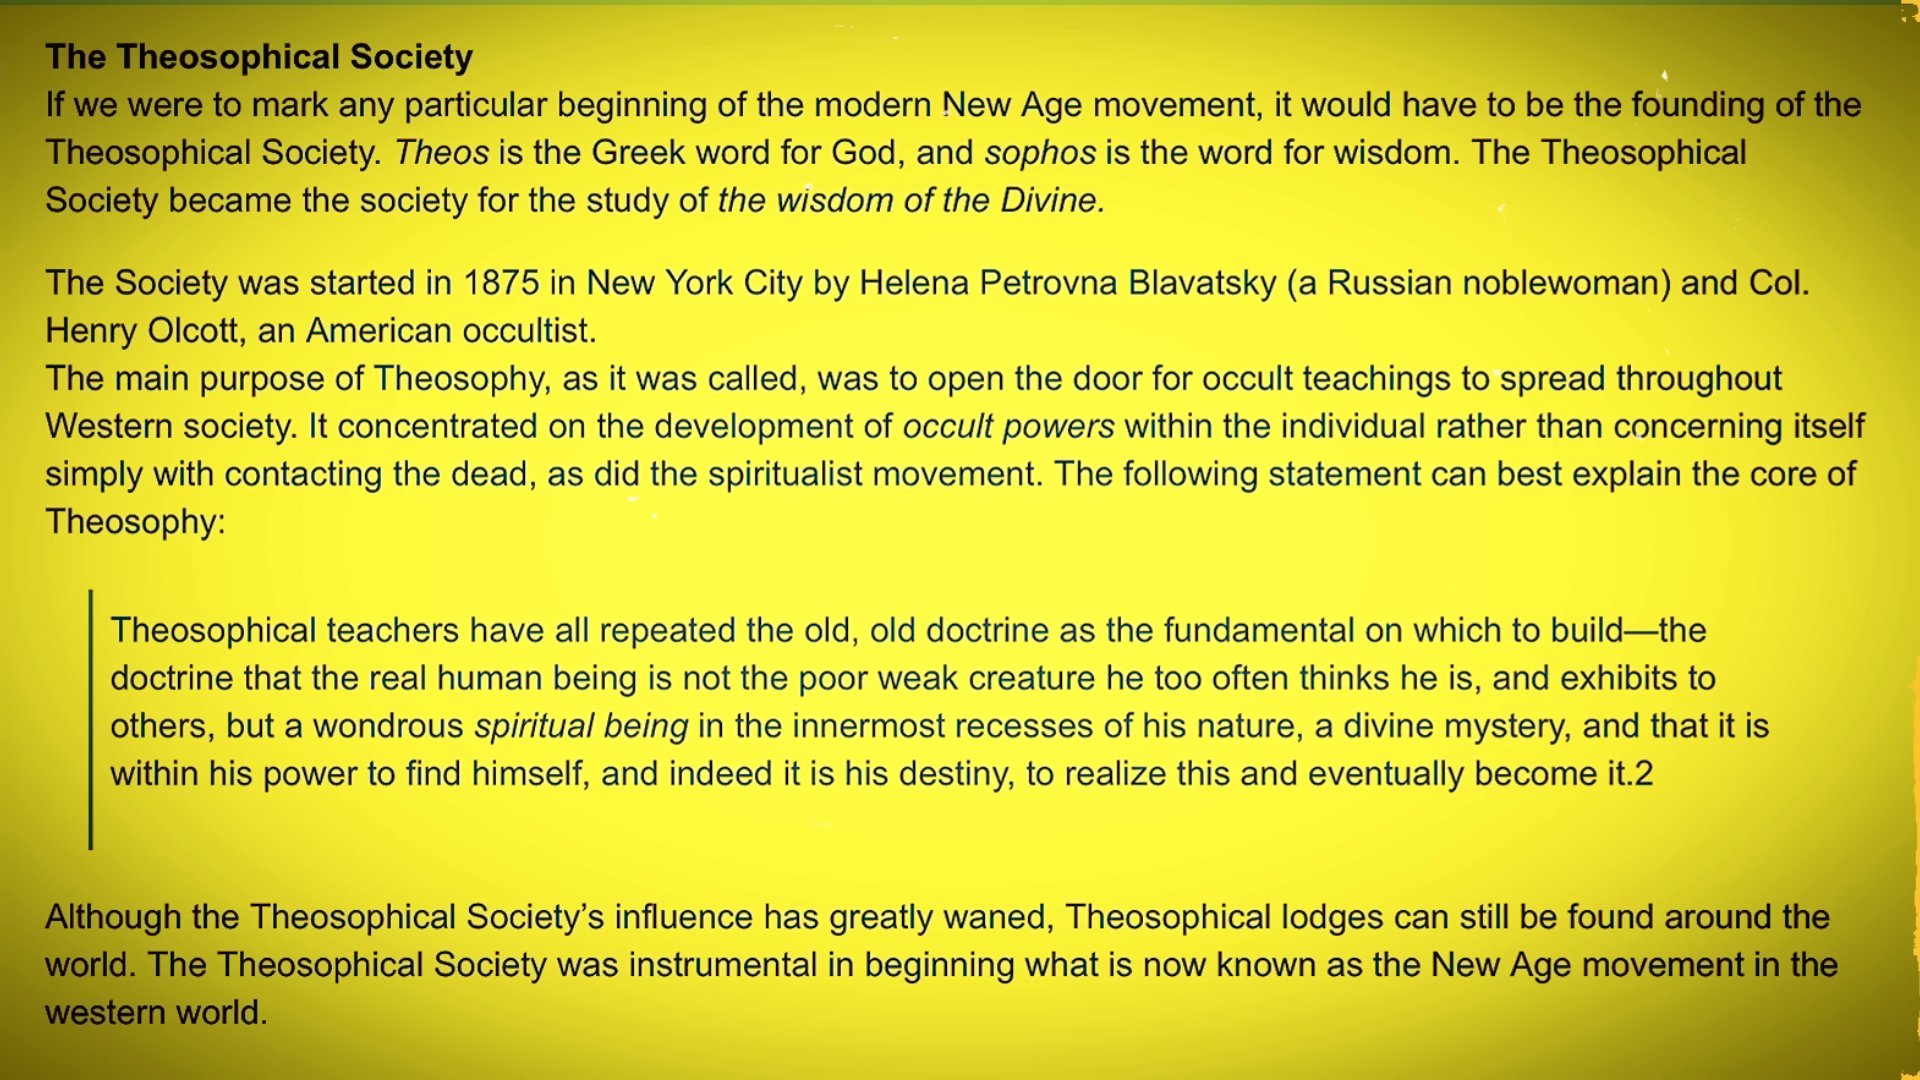 The Theosophical Society
If we were to mark any particular beginning of the modern New Age movement, it would have to be the founding of the
Theosophical Society. Theos is the Greek word for God, and sophos is the word for wisdom. The Theosophical
Society became the society for the study of the wisdom of the Divine.
The Society was started in 1875 in New York City by Helena Petrovna Blavatsky (a Russian noblewoman) and Col.
Henry Olcott, an American occultist.
The main purpose of Theosophy, as it was called, was to open the door for occult teachings to spread throughout
Western society. It concentrated on the development of occult powers within the individual rather than concerning itself
simply with contacting the dead, as did the spiritualist movement. The following statement can best explain the core of
Theosophy:
Theosophical teachers have all repeated the old, old doctrine as the fundamental on which to build—the
doctrine that the real human being is not the poor weak creature he too often thinks he is, and exhibits to
others, but a wondrous spiritual being in the innermost recesses of his nature, a divine mystery, and that it is
within his power to find himself, and indeed it is his destiny, to realize this and eventually become it.2
Although the Theosophical Society’s influence has greatly waned, Theosophical lodges can still be found around the
world. The Theosophical Society was instrumental in beginning what is now known as the New Age movement in the
western world.